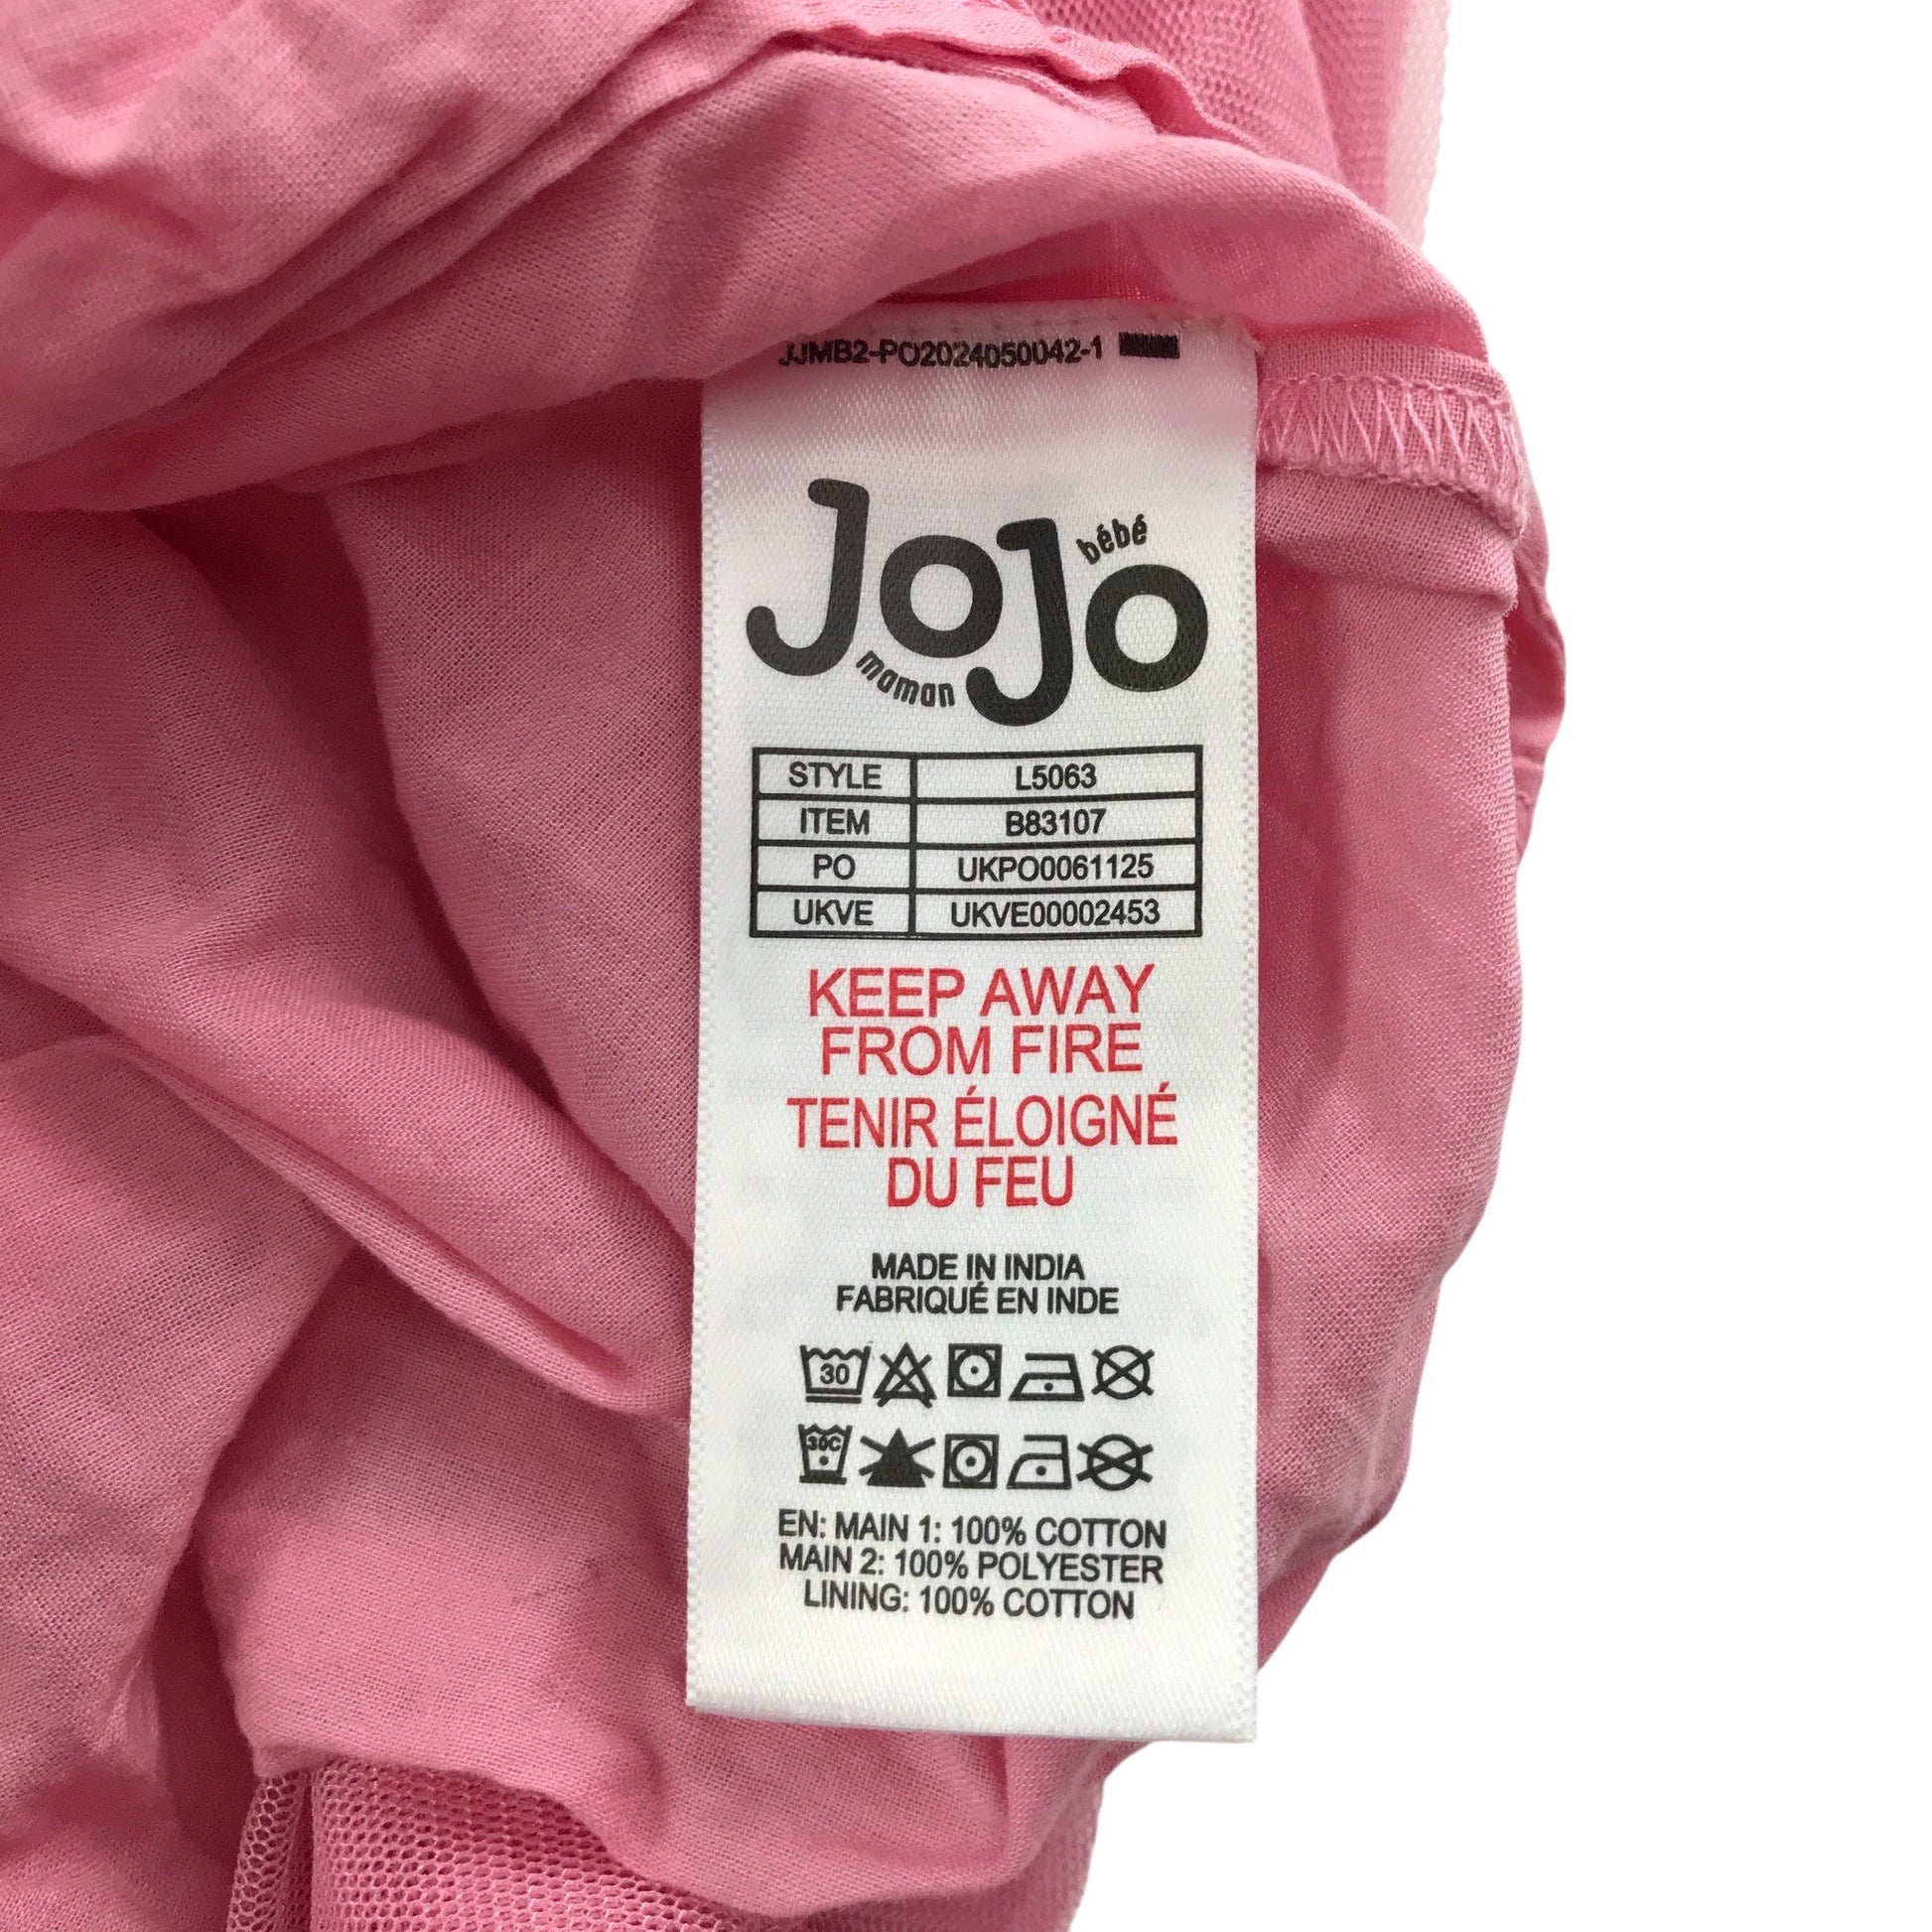 JJMB2-PO2024050042-1
JoJo
maman
bébé
STYLE L5063
ITEM B83107
PO UKPO0061125
UKVE UKVE00002453
KEEP AWAY
FROM FIRE
TENIR ÉLOIGNÉ
DU FEU
MADE IN INDIA
FABRIQUÉ EN INDE
30
30C
EN: MAIN 1: 100% COTTON
MAIN 2: 100% POLYESTER
LINING: 100% COTTON